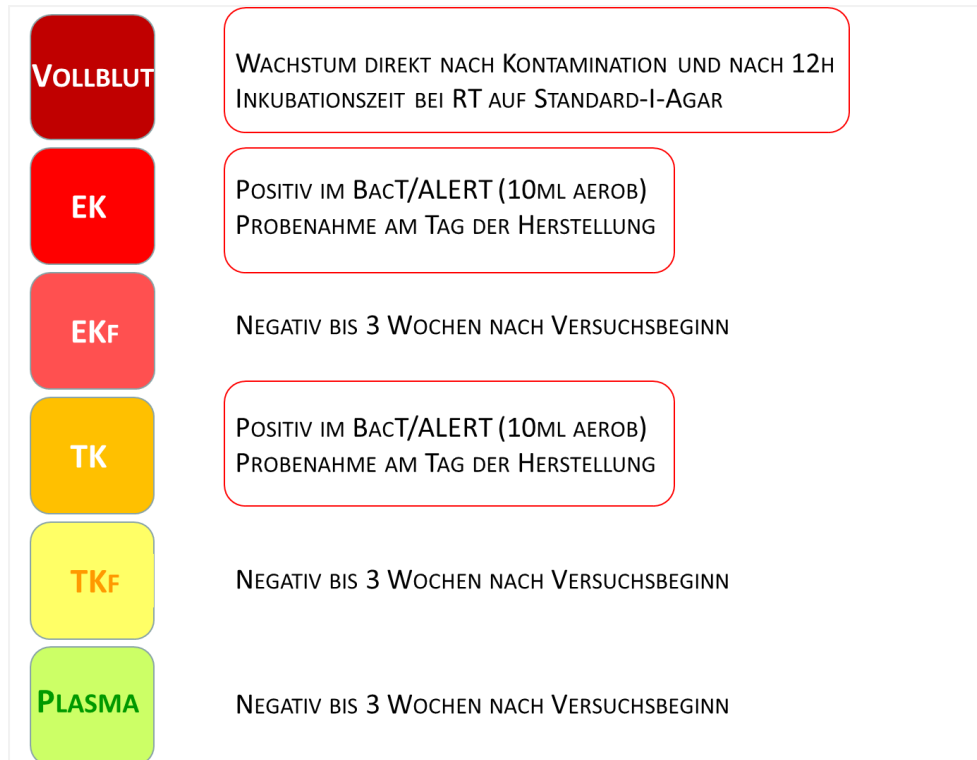 Vollblut
Wachstum direkt nach Kontamination und nach 12h
Inkubationszeit bei RT auf Standard-I-Agar
EK
Positiv im BacT/ALERT (10ml aerob)
Probenahme am Tag der Herstellung
EKf
Negativ bis 3 Wochen nach Versuchsbeginn
TK
Positiv im BacT/ALERT (10ml aerob)
Probenahme am Tag der Herstellung
TKf
Negativ bis 3 Wochen nach Versuchsbeginn
Plasma
Negativ bis 3 Wochen nach Versuchsbeginn